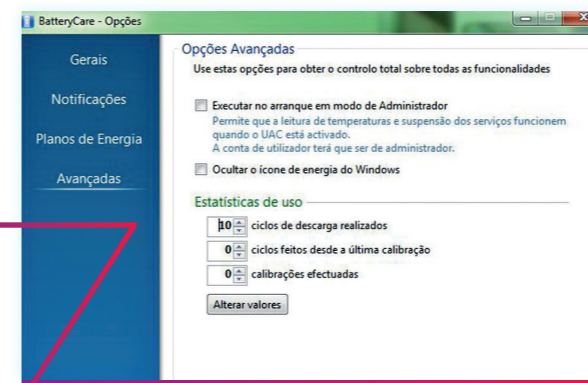 BatteryCare - Opções
Gerais
Notificações
Planos de Energia
Avançadas
Opções Avançadas
Use estas opções para obter o controlo total sobre todas as funcionalidades
Executar no arranque em modo de Administrador
Permite que a leitura de temperaturas e suspensão dos serviços funcionem
quando o UAC está activado.
A conta de utilizador terá que ser de administrador.
Ocultar o ícone de energia do Windows
Estatísticas de uso
10 ciclos de descarga realizados
0 ciclos feitos desde a última calibração
0 calibrações efectuadas
Alterar valores